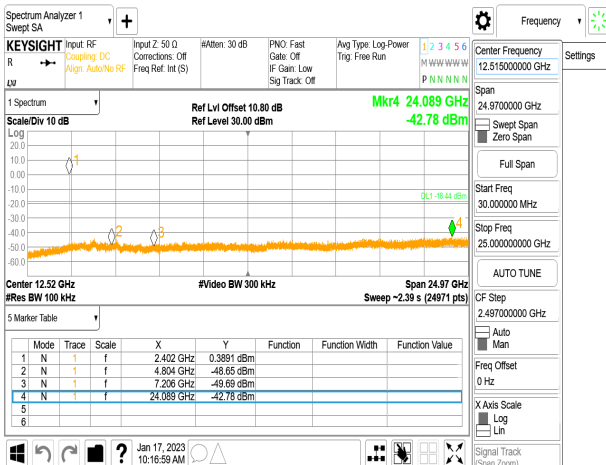 Spectrum Analyzer 1
Swept SA
Frequency
KEYSIGHT
R
Input: RF
Coupling: DC
Align: Auto/No RF
Input Z: 50 Ω
Corrections: Off
Freq Ref: Int (S)
#Atten: 30 dB
PNO: Fast
Gate: Off
IF Gain: Low
Sig Track: Off
Avg Type: Log-Power
Trig: Free Run
1 2 3 4 5 6
M W W W W W
P N N N N N
1 Spectrum
Scale/Div 10 dB
Ref Lvl Offset 10.80 dB
Ref Level 30.00 dBm
Mkr4 24.089 GHz
-42.78 dBm
Log
20.0
10.0
0.00
-10.0
-20.0
-30.0
-40.0
-50.0
-60.0
1
2
3
4
DL1 -18.44 dBm
Center 12.52 GHz
#Video BW 300 kHz
Span 24.97 GHz
#Res BW 100 kHz
Sweep ~2.39 s (24971 pts)
5 Marker Table
Mode Trace Scale X Y Function Function Width Function Value
1 N 1 f 2.402 GHz 0.3891 dBm
2 N 1 f 4.804 GHz -48.65 dBm
3 N 1 f 7.206 GHz -49.69 dBm
4 N 1 f 24.089 GHz -42.78 dBm
5
6
?
Jan 17, 2023
10:16:59 AM
Center Frequency
12.515000000 GHz
Settings
Span
24.9700000 GHz
Swept Span
Zero Span
Full Span
Start Freq
30.000000 MHz
Stop Freq
25.000000000 GHz
AUTO TUNE
CF Step
2.497000000 GHz
Auto
Man
Freq Offset
0 Hz
X Axis Scale
Log
Lin
Signal Track
(Span Zoom)